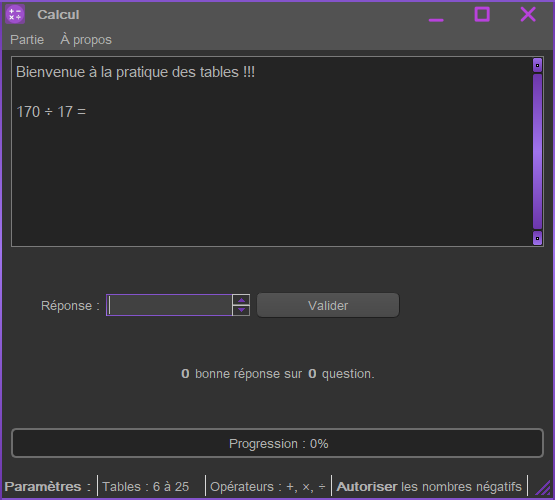 Calcul
Partie À propos
Bienvenue à la pratique des tables !!!
170 ÷ 17 =
Réponse : Valider
0 bonne réponse sur 0 question.
Progression : 0%
Paramètres : Tables : 6 à 25 Opérateurs : +, ×, ÷ Autoriser les nombres négatifs